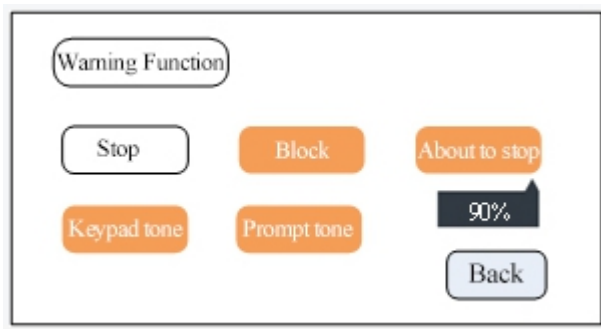 Warning Function
Stop
Block
About to stop
90%
Keypad tone
Prompt tone
Back